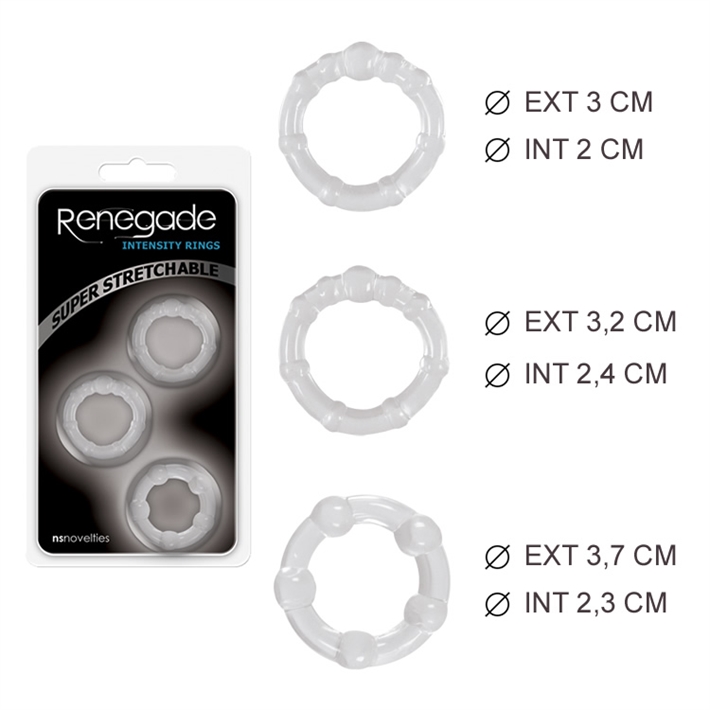 Renegade
INTENSITY RINGS
SUPER STRETCHABLE
nsnovelties
Ø EXT 3 CM
Ø INT 2 CM
Ø EXT 3,2 CM
Ø INT 2,4 CM
Ø EXT 3,7 CM
Ø INT 2,3 CM